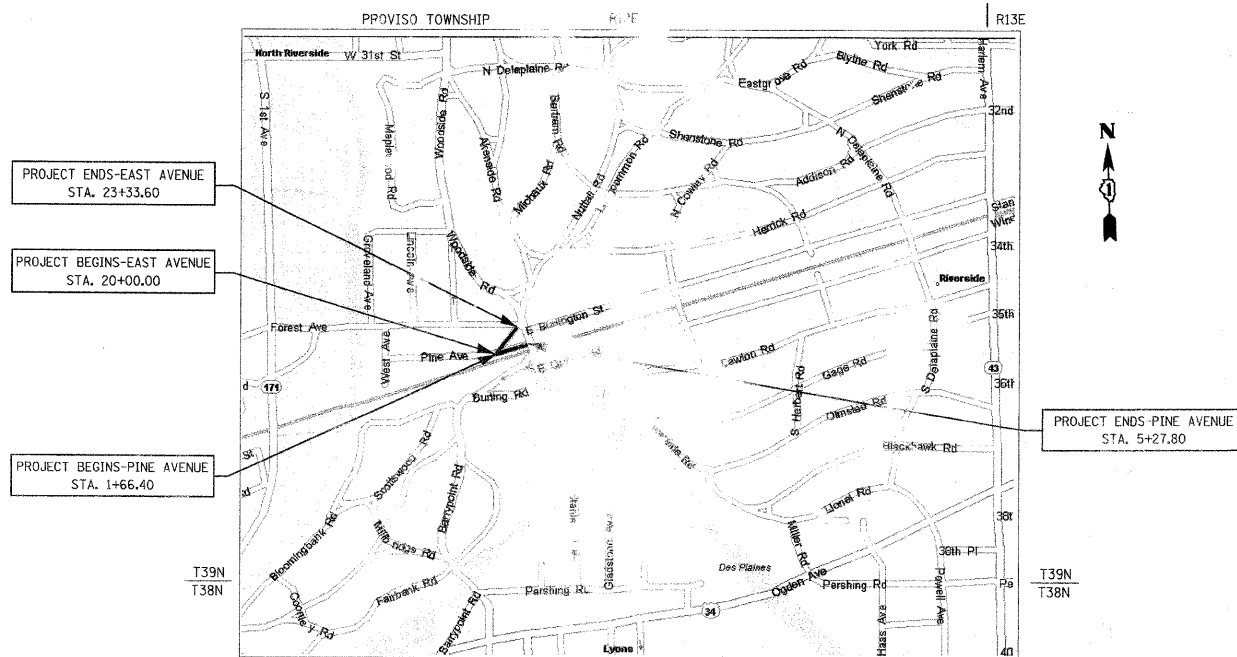 PROVISO TOWNSHIP
R13E
North Riverside
W 31st St
York Rd
Blythe Rd
Harlem Ave
N Delaplaine Rd
Eastgrove Rd
Shenstone Rd
S 1st Ave
Woodside Rd
32nd
Akenside Rd
Michaux Rd
Nuttall Rd
Shenstone Rd
N Cowley Rd
N Delaplaine Rd
Addison Rd
N
1
PROJECT ENDS-EAST AVENUE
STA. 23+33.60
Herrick Rd
34th
Groveland Ave
Lincoln Ave
Woodside Rd
PROJECT BEGINS-EAST AVENUE
STA. 20+00.00
Riverside
Forest Ave
E Burlington St
35th
West Ave
Pine Ave
Lawton Rd
S Delaplaine Rd
171
Gage Rd
43
36th
Burling Rd
S Herbert Rd
Olmsted Rd
PROJECT ENDS-PINE AVENUE
STA. 5+27.80
Blackhawk Rd
PROJECT BEGINS-PINE AVENUE
STA. 1+66.40
Scottswood Rd
Barrypoint Rd
Lionel Rd
Bloomingbank Rd
Gladstone Ave
Miller Rd
T39N
T38N
Des Plaines
Ogden Ave
Pershing Rd
Powell Ave
T39N
T38N
Fairbank Rd
Pershing Rd
34
Barrypoint Rd
Haas Ave
Lyons
40